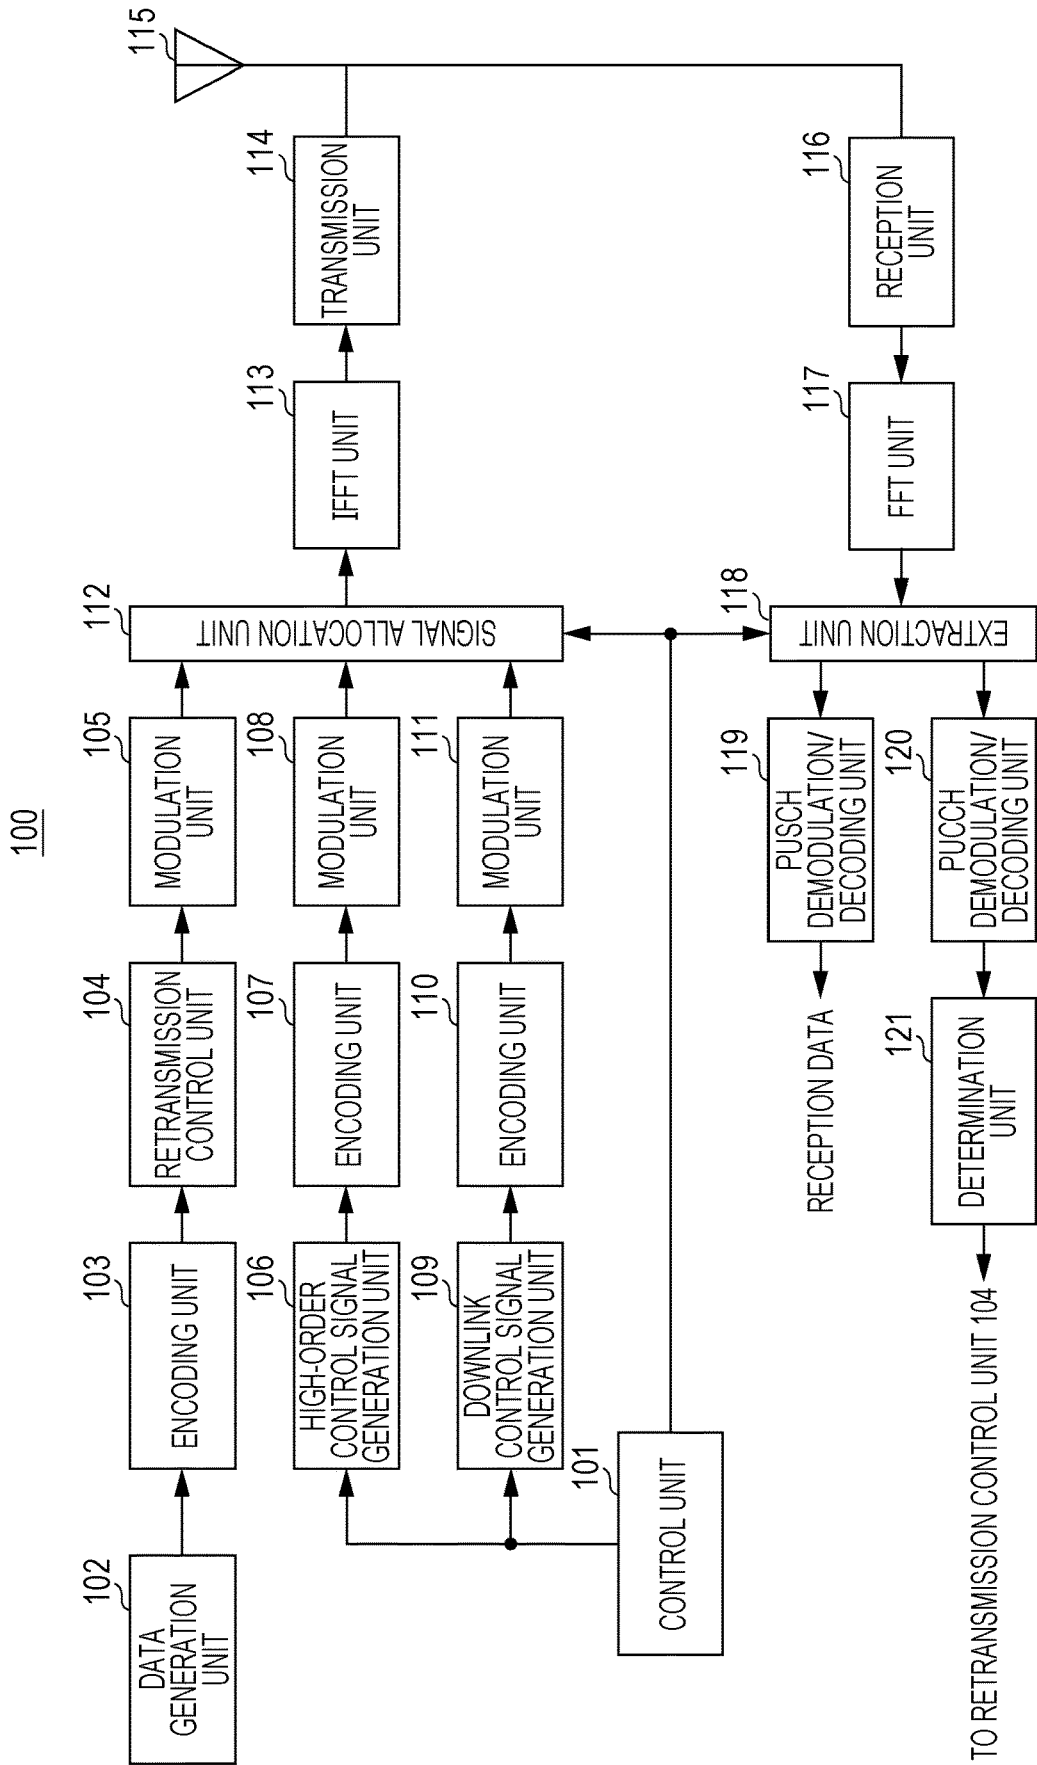 100
102
DATA
GENERATION
UNIT
103
ENCODING UNIT
104
RETRANSMISSION
CONTROL UNIT
105
MODULATION
UNIT
106
HIGH-ORDER
CONTROL SIGNAL
GENERATION UNIT
107
ENCODING UNIT
108
MODULATION
UNIT
109
DOWNLINK
CONTROL SIGNAL
GENERATION UNIT
110
ENCODING UNIT
111
MODULATION
UNIT
112
SIGNAL ALLOCATION UNIT
113
IFFT UNIT
114
TRANSMISSION
UNIT
115
101
CONTROL UNIT
116
RECEPTION
UNIT
117
FFT UNIT
118
EXTRACTION UNIT
119
PUSCH
DEMODULATION/
DECODING UNIT
RECEPTION DATA
120
PUCCH
DEMODULATION/
DECODING UNIT
121
DETERMINATION
UNIT
TO RETRANSMISSION CONTROL UNIT 104